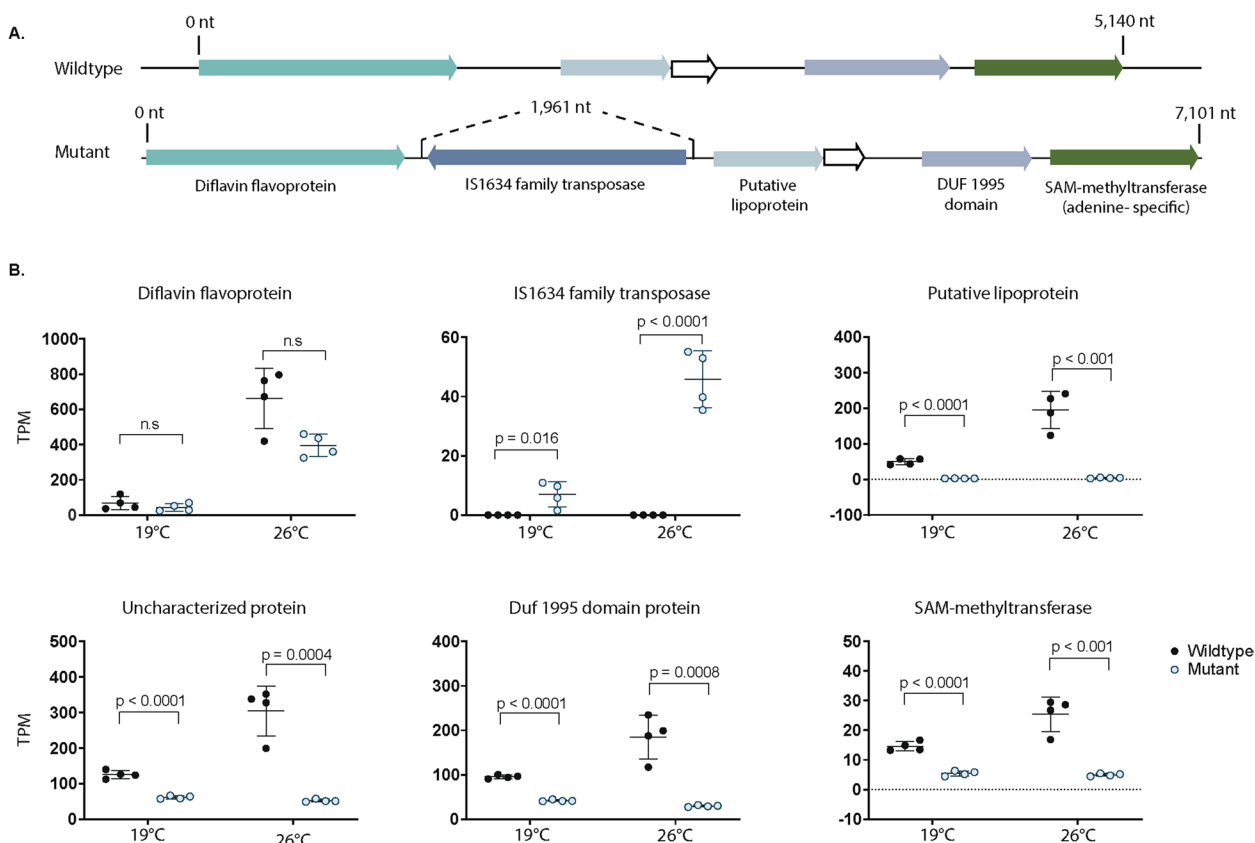 A.
0 nt
5,140 nt
Wildtype
0 nt
1,961 nt
7,101 nt
Mutant
Diflavin flavoprotein
IS1634 family transposase
Putative
lipoprotein
DUF 1995
domain
SAM-methyltransferase
(adenine- specific)
B.
Diflavin flavoprotein
TPM
1000
800
600
400
200
0
n.s
n.s
19°C
26°C
IS1634 family transposase
60
40
20
0
p = 0.016
p < 0.0001
19°C
26°C
Putative lipoprotein
400
300
200
100
0
-100
p < 0.0001
p < 0.001
19°C
26°C
Uncharacterized protein
TPM
500
400
300
200
100
0
p < 0.0001
p = 0.0004
19°C
26°C
Duf 1995 domain protein
400
300
200
100
0
p < 0.0001
p = 0.0008
19°C
26°C
SAM-methyltransferase
50
40
30
20
10
0
-10
p < 0.0001
p < 0.001
19°C
26°C
Wildtype
Mutant